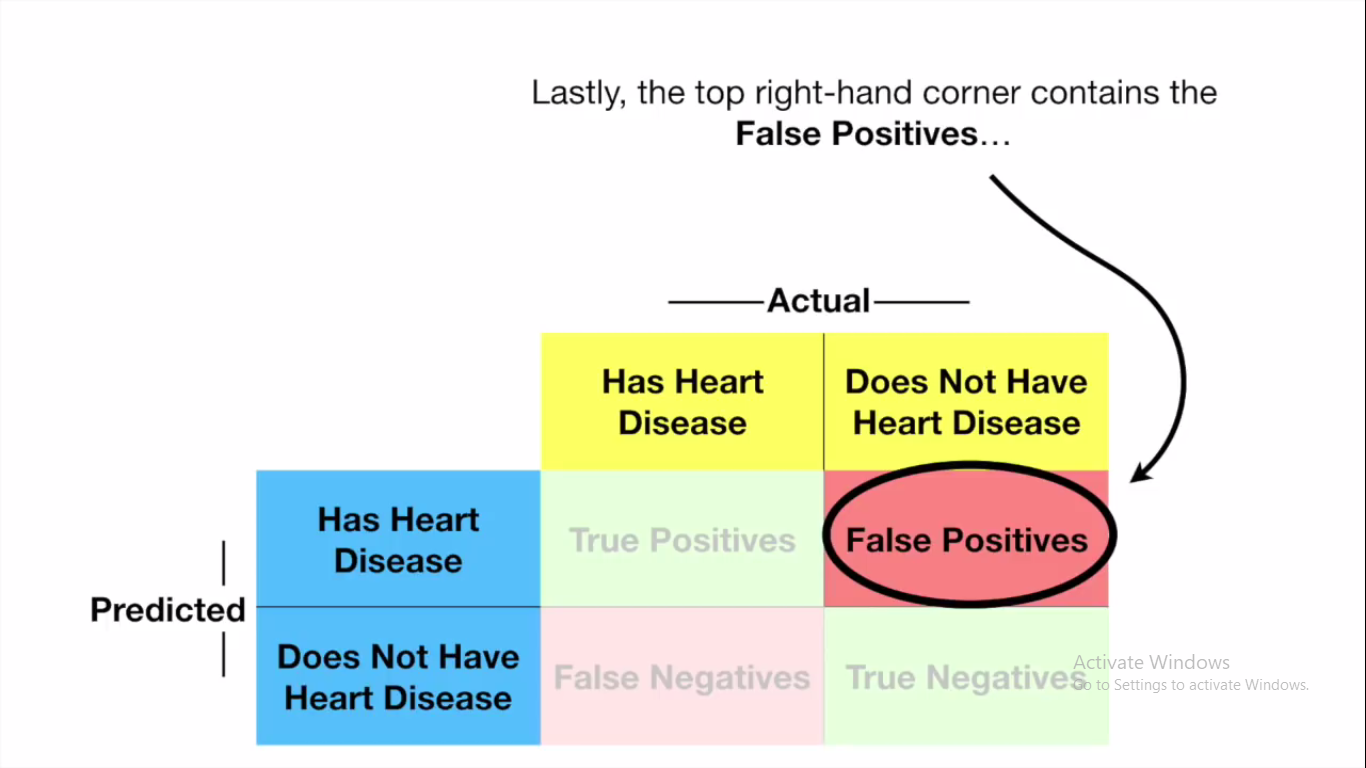 Lastly, the top right-hand corner contains the
False Positives…
Actual
Has Heart
Disease
Does Not Have
Heart Disease
Has Heart
Disease
True Positives
False Positives
Predicted
Does Not Have
Heart Disease
False Negatives
True Negatives
Activate Windows
Go to Settings to activate Windows.